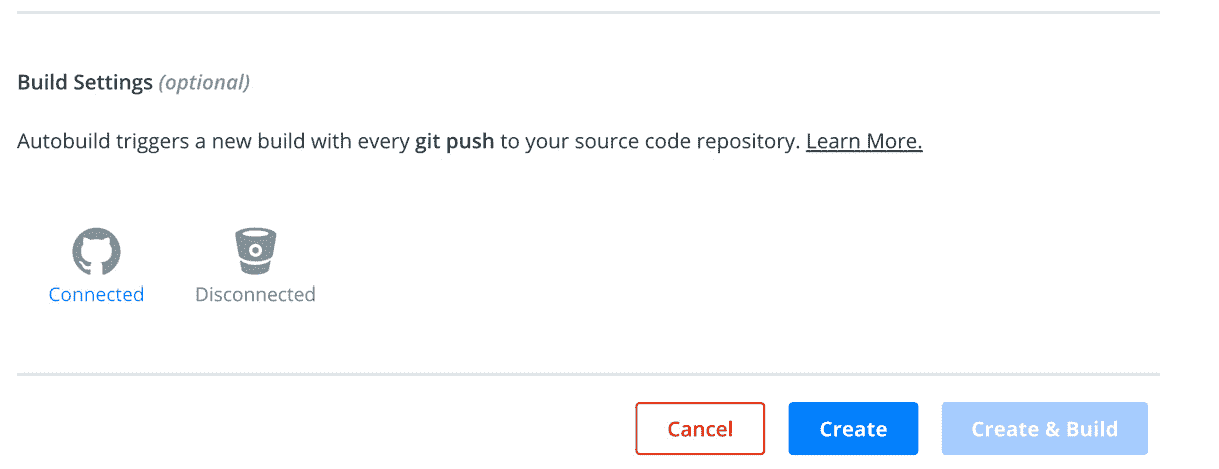 Build Settings (optional)
Autobuild triggers a new build with every git push to your source code repository. Learn More.
Connected Disconnected
Cancel Create Create & Build